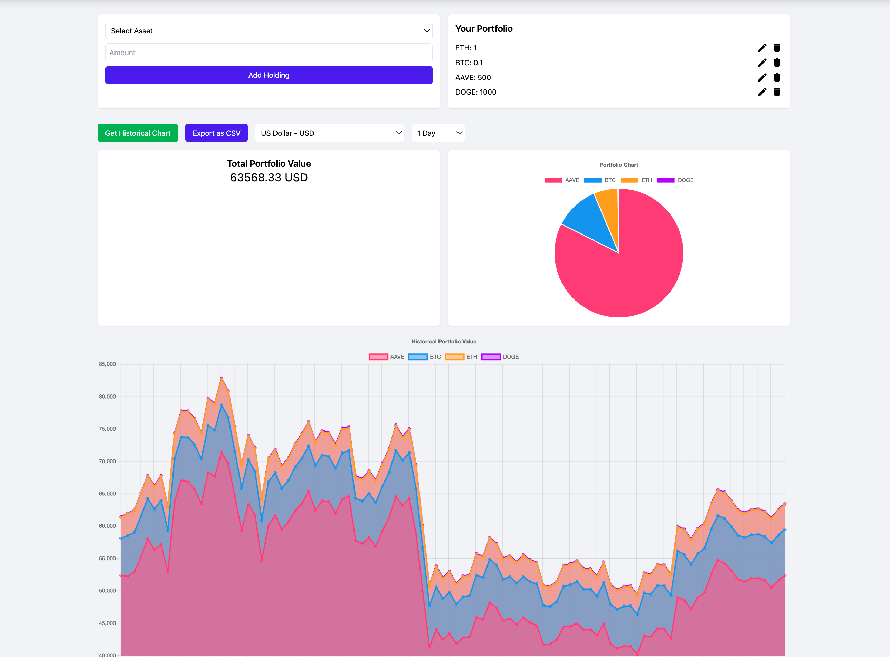 Select Asset
Amount
Add Holding
Your Portfolio
ETH: 1
BTC: 0.1
AAVE: 500
DOGE: 1000
Get Historical Chart
Export as CSV
US Dollar - USD
1 Day
Total Portfolio Value
63568.33 USD
Portfolio Chart
AAVE BTC ETH DOGE
Historical Portfolio Value
AAVE BTC ETH DOGE
85,000
80,000
75,000
70,000
65,000
60,000
55,000
50,000
45,000
40,000